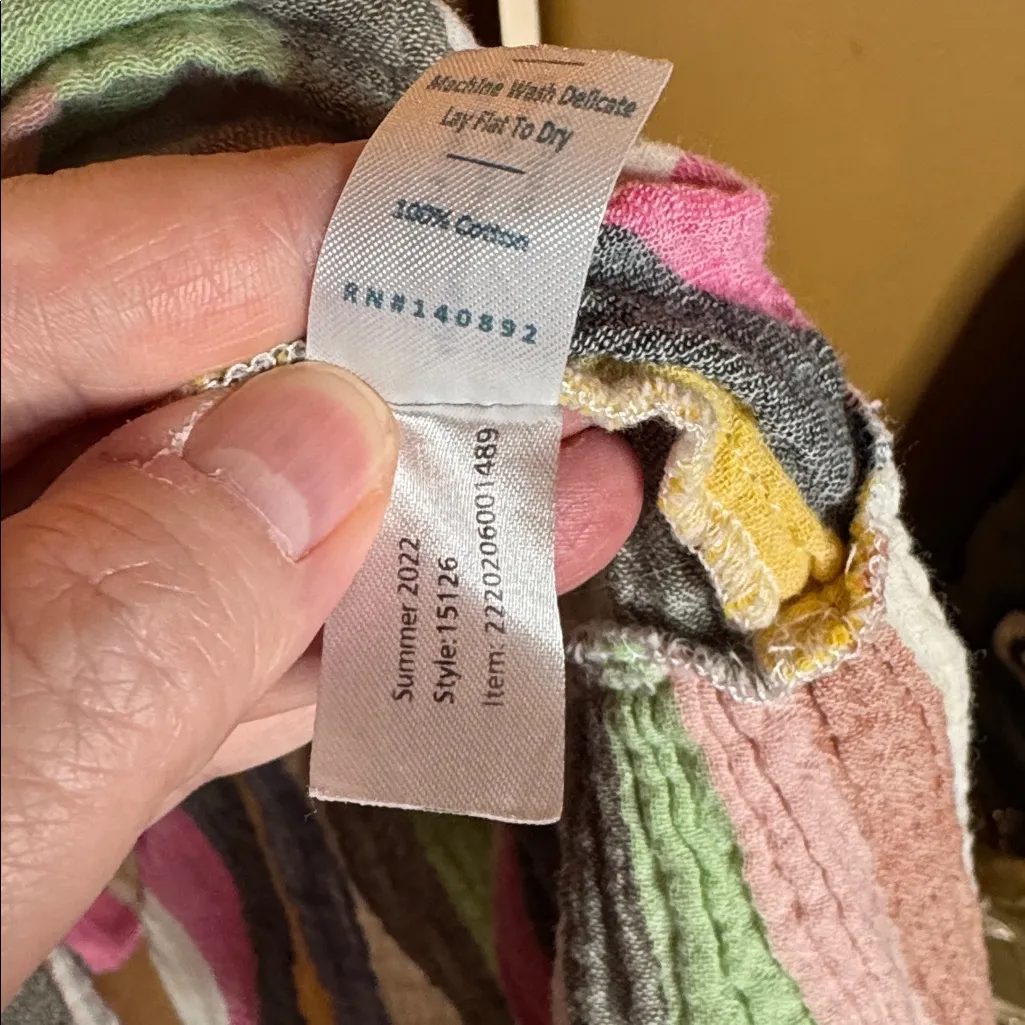 Machine Wash Delicate
Lay Flat To Dry
100% Cotton
RN#140892
Summer 2022
Style:15126
Item: 2220206001489